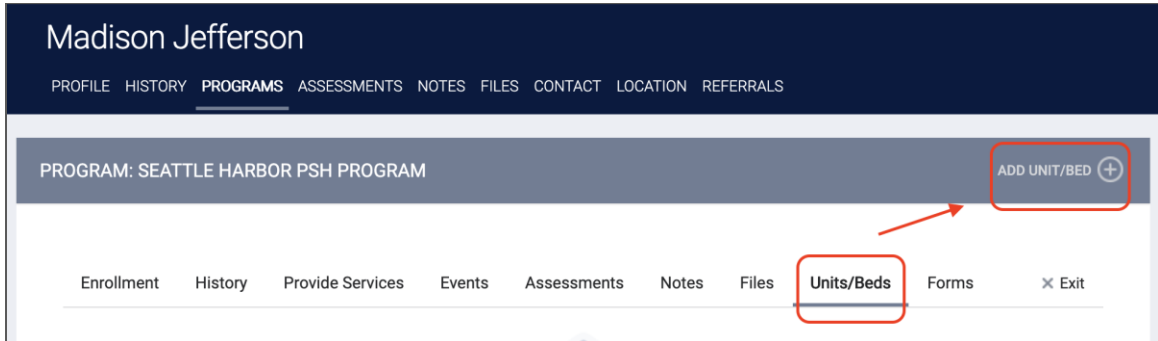 Madison Jefferson
PROFILE HISTORY PROGRAMS ASSESSMENTS NOTES FILES CONTACT LOCATION REFERRALS
PROGRAM: SEATTLE HARBOR PSH PROGRAM ADD UNIT/BED
Enrollment History Provide Services Events Assessments Notes Files Units/Beds Forms × Exit